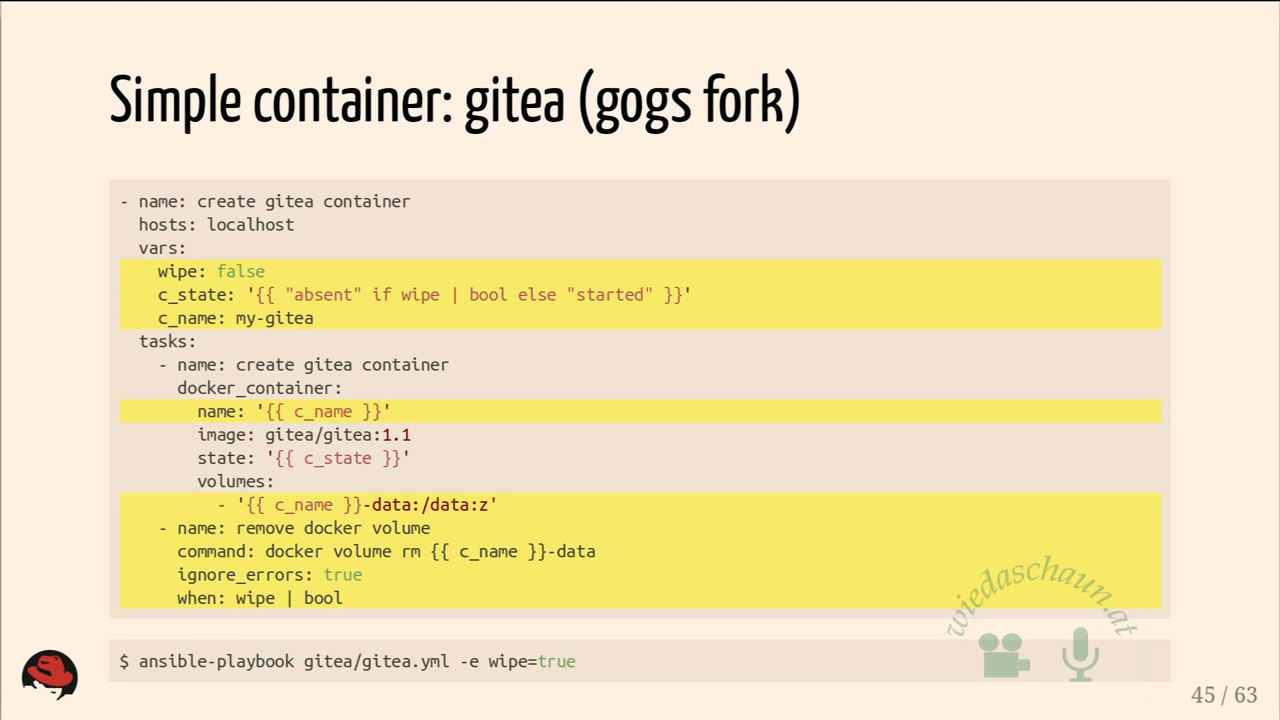 Simple container: gitea (gogs fork)
- name: create gitea container
  hosts: localhost
  vars:
    wipe: false
    c_state: '{{ "absent" if wipe | bool else "started" }}'
    c_name: my-gitea
  tasks:
    - name: create gitea container
      docker_container:
        name: '{{ c_name }}'
        image: gitea/gitea:1.1
        state: '{{ c_state }}'
        volumes:
          - '{{ c_name }}-data:/data:z'
    - name: remove docker volume
      command: docker volume rm {{ c_name }}-data
      ignore_errors: true
      when: wipe | bool
wiedaschaun.at
$ ansible-playbook gitea/gitea.yml -e wipe=true
45 / 63